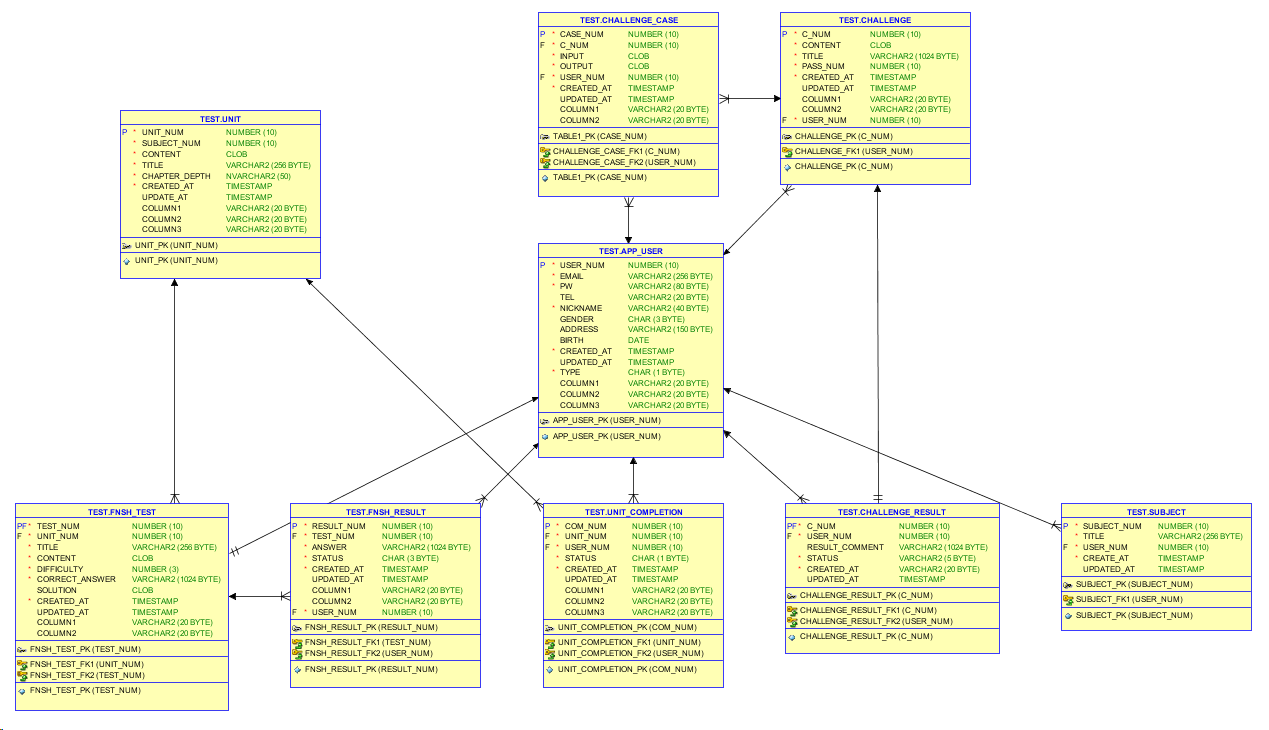 TEST.CHALLENGE_CASE
P * CASE_NUM NUMBER (10)
F * C_NUM NUMBER (10)
* INPUT CLOB
* OUTPUT CLOB
F * USER_NUM NUMBER (10)
* CREATED_AT TIMESTAMP
UPDATED_AT TIMESTAMP
COLUMN1 VARCHAR2 (20 BYTE)
COLUMN2 VARCHAR2 (20 BYTE)
TABLE1_PK (CASE_NUM)
CHALLENGE_CASE_FK1 (C_NUM)
CHALLENGE_CASE_FK2 (USER_NUM)
TABLE1_PK (CASE_NUM)
TEST.CHALLENGE
P * C_NUM NUMBER (10)
* CONTENT CLOB
* TITLE VARCHAR2 (1024 BYTE)
* PASS_NUM NUMBER (10)
* CREATED_AT TIMESTAMP
UPDATED_AT TIMESTAMP
COLUMN1 VARCHAR2 (20 BYTE)
COLUMN2 VARCHAR2 (20 BYTE)
F * USER_NUM NUMBER (10)
CHALLENGE_PK (C_NUM)
CHALLENGE_FK1 (USER_NUM)
CHALLENGE_PK (C_NUM)
TEST.UNIT
P * UNIT_NUM NUMBER (10)
* SUBJECT_NUM NUMBER (10)
* CONTENT CLOB
* TITLE VARCHAR2 (256 BYTE)
* CHAPTER_DEPTH NVARCHAR2 (50)
* CREATED_AT TIMESTAMP
UPDATE_AT TIMESTAMP
COLUMN1 VARCHAR2 (20 BYTE)
COLUMN2 VARCHAR2 (20 BYTE)
COLUMN3 VARCHAR2 (20 BYTE)
UNIT_PK (UNIT_NUM)
UNIT_PK (UNIT_NUM)
TEST.APP_USER
P * USER_NUM NUMBER (10)
* EMAIL VARCHAR2 (256 BYTE)
* PW VARCHAR2 (80 BYTE)
TEL VARCHAR2 (20 BYTE)
* NICKNAME VARCHAR2 (40 BYTE)
GENDER CHAR (3 BYTE)
ADDRESS VARCHAR2 (150 BYTE)
BIRTH DATE
* CREATED_AT TIMESTAMP
UPDATED_AT TIMESTAMP
* TYPE CHAR (1 BYTE)
COLUMN1 VARCHAR2 (20 BYTE)
COLUMN2 VARCHAR2 (20 BYTE)
COLUMN3 VARCHAR2 (20 BYTE)
APP_USER_PK (USER_NUM)
APP_USER_PK (USER_NUM)
TEST.FNSH_TEST
PF * TEST_NUM NUMBER (10)
F * UNIT_NUM NUMBER (10)
* TITLE VARCHAR2 (256 BYTE)
* CONTENT CLOB
* DIFFICULTY NUMBER (3)
* CORRECT_ANSWER VARCHAR2 (1024 BYTE)
SOLUTION CLOB
* CREATED_AT TIMESTAMP
UPDATED_AT TIMESTAMP
COLUMN1 VARCHAR2 (20 BYTE)
COLUMN2 VARCHAR2 (20 BYTE)
FNSH_TEST_PK (TEST_NUM)
FNSH_TEST_FK1 (UNIT_NUM)
FNSH_TEST_FK2 (TEST_NUM)
FNSH_TEST_PK (TEST_NUM)
TEST.FNSH_RESULT
P * RESULT_NUM NUMBER (10)
F * TEST_NUM NUMBER (10)
* ANSWER VARCHAR2 (1024 BYTE)
* STATUS CHAR (3 BYTE)
* CREATED_AT TIMESTAMP
UPDATED_AT TIMESTAMP
COLUMN1 VARCHAR2 (20 BYTE)
COLUMN2 VARCHAR2 (20 BYTE)
F * USER_NUM NUMBER (10)
FNSH_RESULT_PK (RESULT_NUM)
FNSH_RESULT_FK1 (TEST_NUM)
FNSH_RESULT_FK2 (USER_NUM)
FNSH_RESULT_PK (RESULT_NUM)
TEST.UNIT_COMPLETION
P * COM_NUM NUMBER (10)
F * UNIT_NUM NUMBER (10)
F * USER_NUM NUMBER (10)
* STATUS CHAR (1 BYTE)
* CREATED_AT TIMESTAMP
UPDATED_AT TIMESTAMP
COLUMN1 VARCHAR2 (20 BYTE)
COLUMN2 VARCHAR2 (20 BYTE)
COLUMN3 VARCHAR2 (20 BYTE)
UNIT_COMPLETION_PK (COM_NUM)
UNIT_COMPLETION_FK1 (UNIT_NUM)
UNIT_COMPLETION_FK2 (USER_NUM)
UNIT_COMPLETION_PK (COM_NUM)
TEST.CHALLENGE_RESULT
PF * C_NUM NUMBER (10)
F * USER_NUM NUMBER (10)
RESULT_COMMENT VARCHAR2 (1024 BYTE)
* STATUS VARCHAR2 (5 BYTE)
* CREATED_AT VARCHAR2 (20 BYTE)
UPDATED_AT TIMESTAMP
CHALLENGE_RESULT_PK (C_NUM)
CHALLENGE_RESULT_FK1 (C_NUM)
CHALLENGE_RESULT_FK2 (USER_NUM)
CHALLENGE_RESULT_PK (C_NUM)
TEST.SUBJECT
P * SUBJECT_NUM NUMBER (10)
* TITLE VARCHAR2 (256 BYTE)
F * USER_NUM NUMBER (10)
* CREATE_AT TIMESTAMP
UPDATED_AT TIMESTAMP
SUBJECT_PK (SUBJECT_NUM)
SUBJECT_FK1 (USER_NUM)
SUBJECT_PK (SUBJECT_NUM)